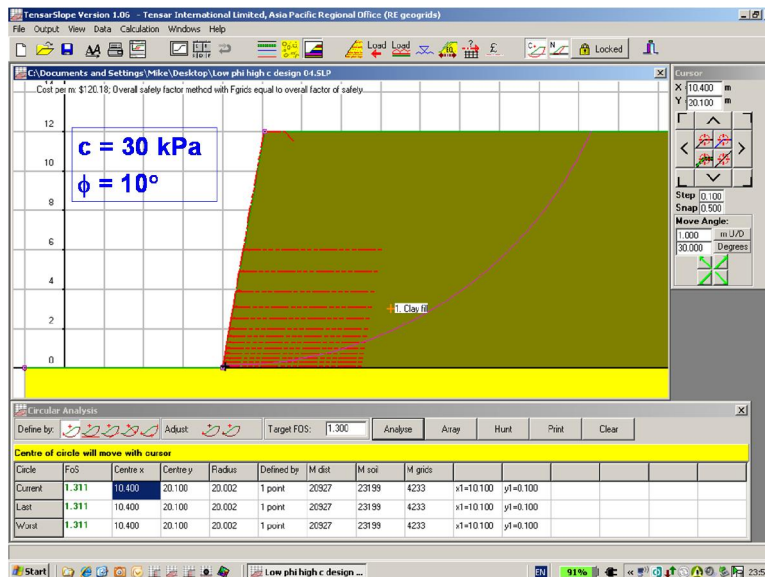 TensarSlope Version 1.06 - Tensar International Limited, Asia Pacific Regional Office (RE geogrids)
File Output View Data Calculation Windows Help
Load Load £ Locked
C:\Documents and Settings\Mike\Desktop\Low phi high c design 04.SLP
Cost per m: $120.18; Overall safety factor method with Fgrids equal to overall factor of safety
12
10
8
6
4
2
0
c = 30 kPa
ϕ = 10°
1. Clay fill
Cursor
X 10.400 m
Y 20.100 m
Step 0.100
Snap 0.500
Move Angle:
1.000 m U/D
30.000 Degrees
Circular Analysis
Define by: Adjust: Target FOS: 1.300 Analyse Array Hunt Print Clear
Centre of circle will move with cursor
Circle FoS Centre x Centre y Radius Defined by M dist M soil M grids
Current 1.311 10.400 20.100 20.002 1 point 20927 23199 4233 x1=10.100 y1=0.100
Last 1.311 10.400 20.100 20.002 1 point 20927 23199 4233 x1=10.100 y1=0.100
Worst 1.311 10.400 20.100 20.002 1 point 20927 23199 4233 x1=10.100 y1=0.100
Start Low phi high c design ... EN 91% 23:5